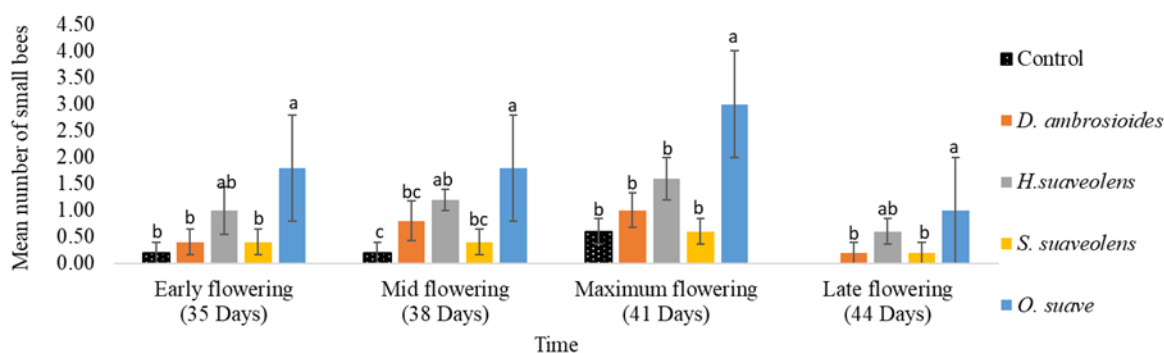 Mean number of small bees
4.50
4.00
3.50
3.00
2.50
2.00
1.50
1.00
0.50
0.00
b
b
ab
b
a
c
bc
ab
bc
a
b
b
b
b
a
b
ab
b
a
Early flowering
(35 Days)
Mid flowering
(38 Days)
Maximum flowering
(41 Days)
Late flowering
(44 Days)
Time
Control
D. ambrosioides
H.suaveolens
S. suaveolens
O. suave